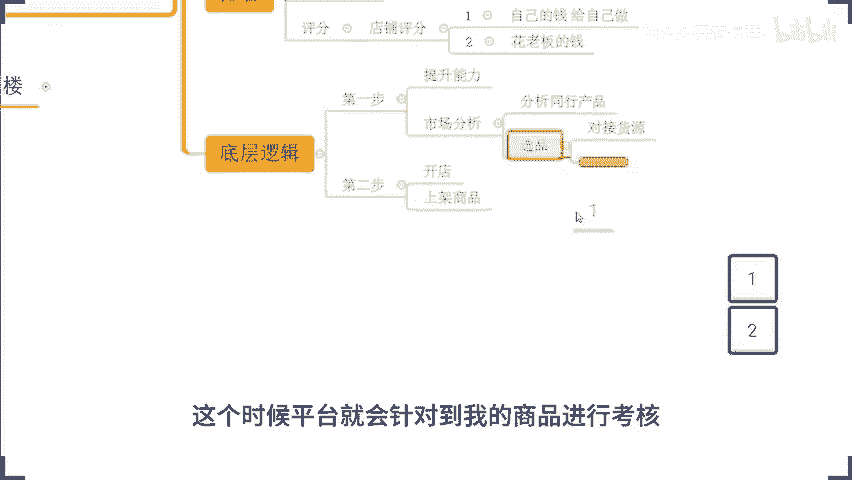 1 自己的钱 给自己做
评分 店铺评分
2 花老板的钱
楼
提升能力
第一步
分析同行产品
市场分析
对接货源
选品
底层逻辑
开店
第二步
上架商品
1
1
2
这个时候平台就会针对到我的商品进行考核
bilibili